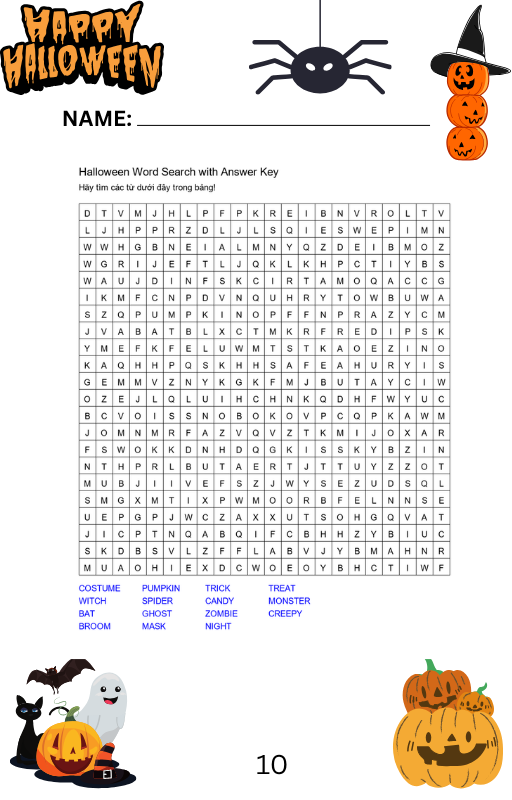 HAPPY
HALLOWEEN
NAME:
Halloween Word Search with Answer Key
Hãy tìm các từ dưới đây trong bảng!
D T V M J H L P F P K R E I B N V R O L T V
L J H P P R Z D L J L S Q I E S W E P I M N
W W H G B N E I A L M N Y Q Z D E I B M O Z
W G R I J E F T L J Q K L K H P C T I Y B S
W A U J D I N F S K C I R T A M O Q A C C G
I K M F C N P D V N Q U H R Y T O W B U W A
S Z Q P U M P K I N O P F F N P R A Z Y C M
J V A B A T B L X C T M K R F R E D I P S K
Y M E F K F E L U W M T S T K A O E Z I N O
K A Q H H P Q S K H H S A F E A H U R Y I S
G E M M V Z N Y K G K F M J B U T A Y C I W
O Z E J L Q L U I H C H N K Q D H F W Y U C
B C V O I S S N O B O K O V P C Q P K A W M
J O M N M R F A Z V Q V Z T K M I J O X A R
F S W O K K D N H D Q G K I S S K Y B Z I N
N T H P R L B U T A E R T J T T U Y Z Z O T
M U B J I I V E F S Z J W Y S E Z U D S Q L
S M G X M T I X P W M O O R B F E L N N S E
U E P G P J W C Z A X X U T S O H G Q V A T
J I C P T N Q A B Q I F C B H H Z Y B I U C
S K D B S V L Z F F L A B V J Y B M A H N R
M U A O H I E X D C W O E O Y B H C T I W F
COSTUME PUMPKIN TRICK TREAT
WITCH SPIDER CANDY MONSTER
BAT GHOST ZOMBIE CREEPY
BROOM MASK NIGHT
10